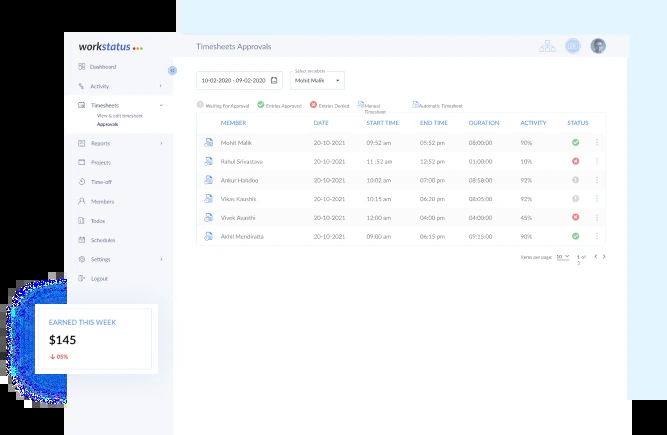 workstatus
Timesheets Approvals
Dashboard
Activity
Timesheets
View & edit timesheet
Approvals
Reports
Projects
Time-off
Members
Todos
Schedules
Settings
Logout
EARNED THIS WEEK
$145
↓ 05%
10-02-2020 - 09-02-2020
Select members
Mohit Malik
Waiting For Approval Entries Approved Entries Denied Manual Timesheet Automatic Timesheet
MEMBER DATE START TIME END TIME DURATION ACTIVITY STATUS
Mohit Malik 20-10-2021 09:52 am 05:52 pm 08:00:00 90%
Rahul Srivastava 20-10-2021 11:52 am 12:52 pm 01:00:00 10%
Ankur Handoo 20-10-2021 10:02 am 07:00 pm 08:58:00 92%
Vikas Kaushik 20-10-2021 10:15 am 06:20 pm 08:05:00 92%
Vivek Avasthi 20-10-2021 12:00 am 04:00 pm 04:00:00 45%
Akhil Mendiratta 20-10-2021 09:00 am 06:15 pm 09:15:00 90%
Items per page: 10 1 of 3